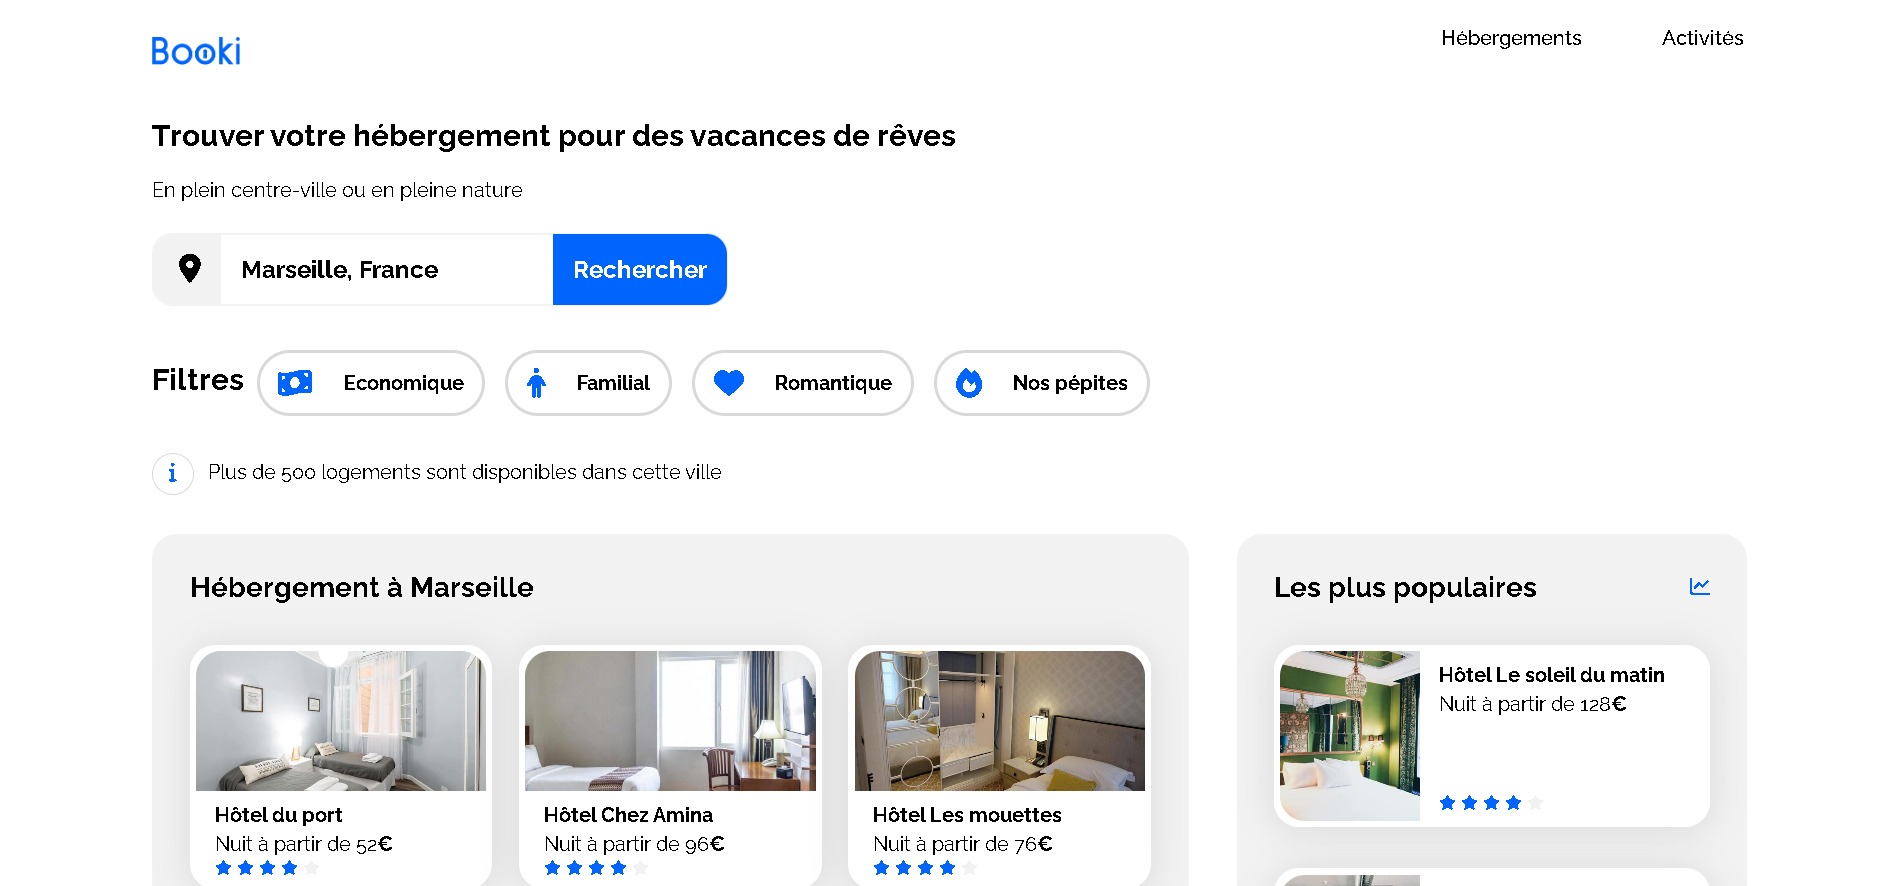 Booki
Hébergements
Activités
Trouver votre hébergement pour des vacances de rêves
En plein centre-ville ou en pleine nature
Marseille, France
Rechercher
Filtres
Economique
Familial
Romantique
Nos pépites
Plus de 500 logements sont disponibles dans cette ville
Hébergement à Marseille
Hôtel du port
Nuit à partir de 52€
Hôtel Chez Amina
Nuit à partir de 96€
Hôtel Les mouettes
Nuit à partir de 76€
Les plus populaires
Hôtel Le soleil du matin
Nuit à partir de 128€